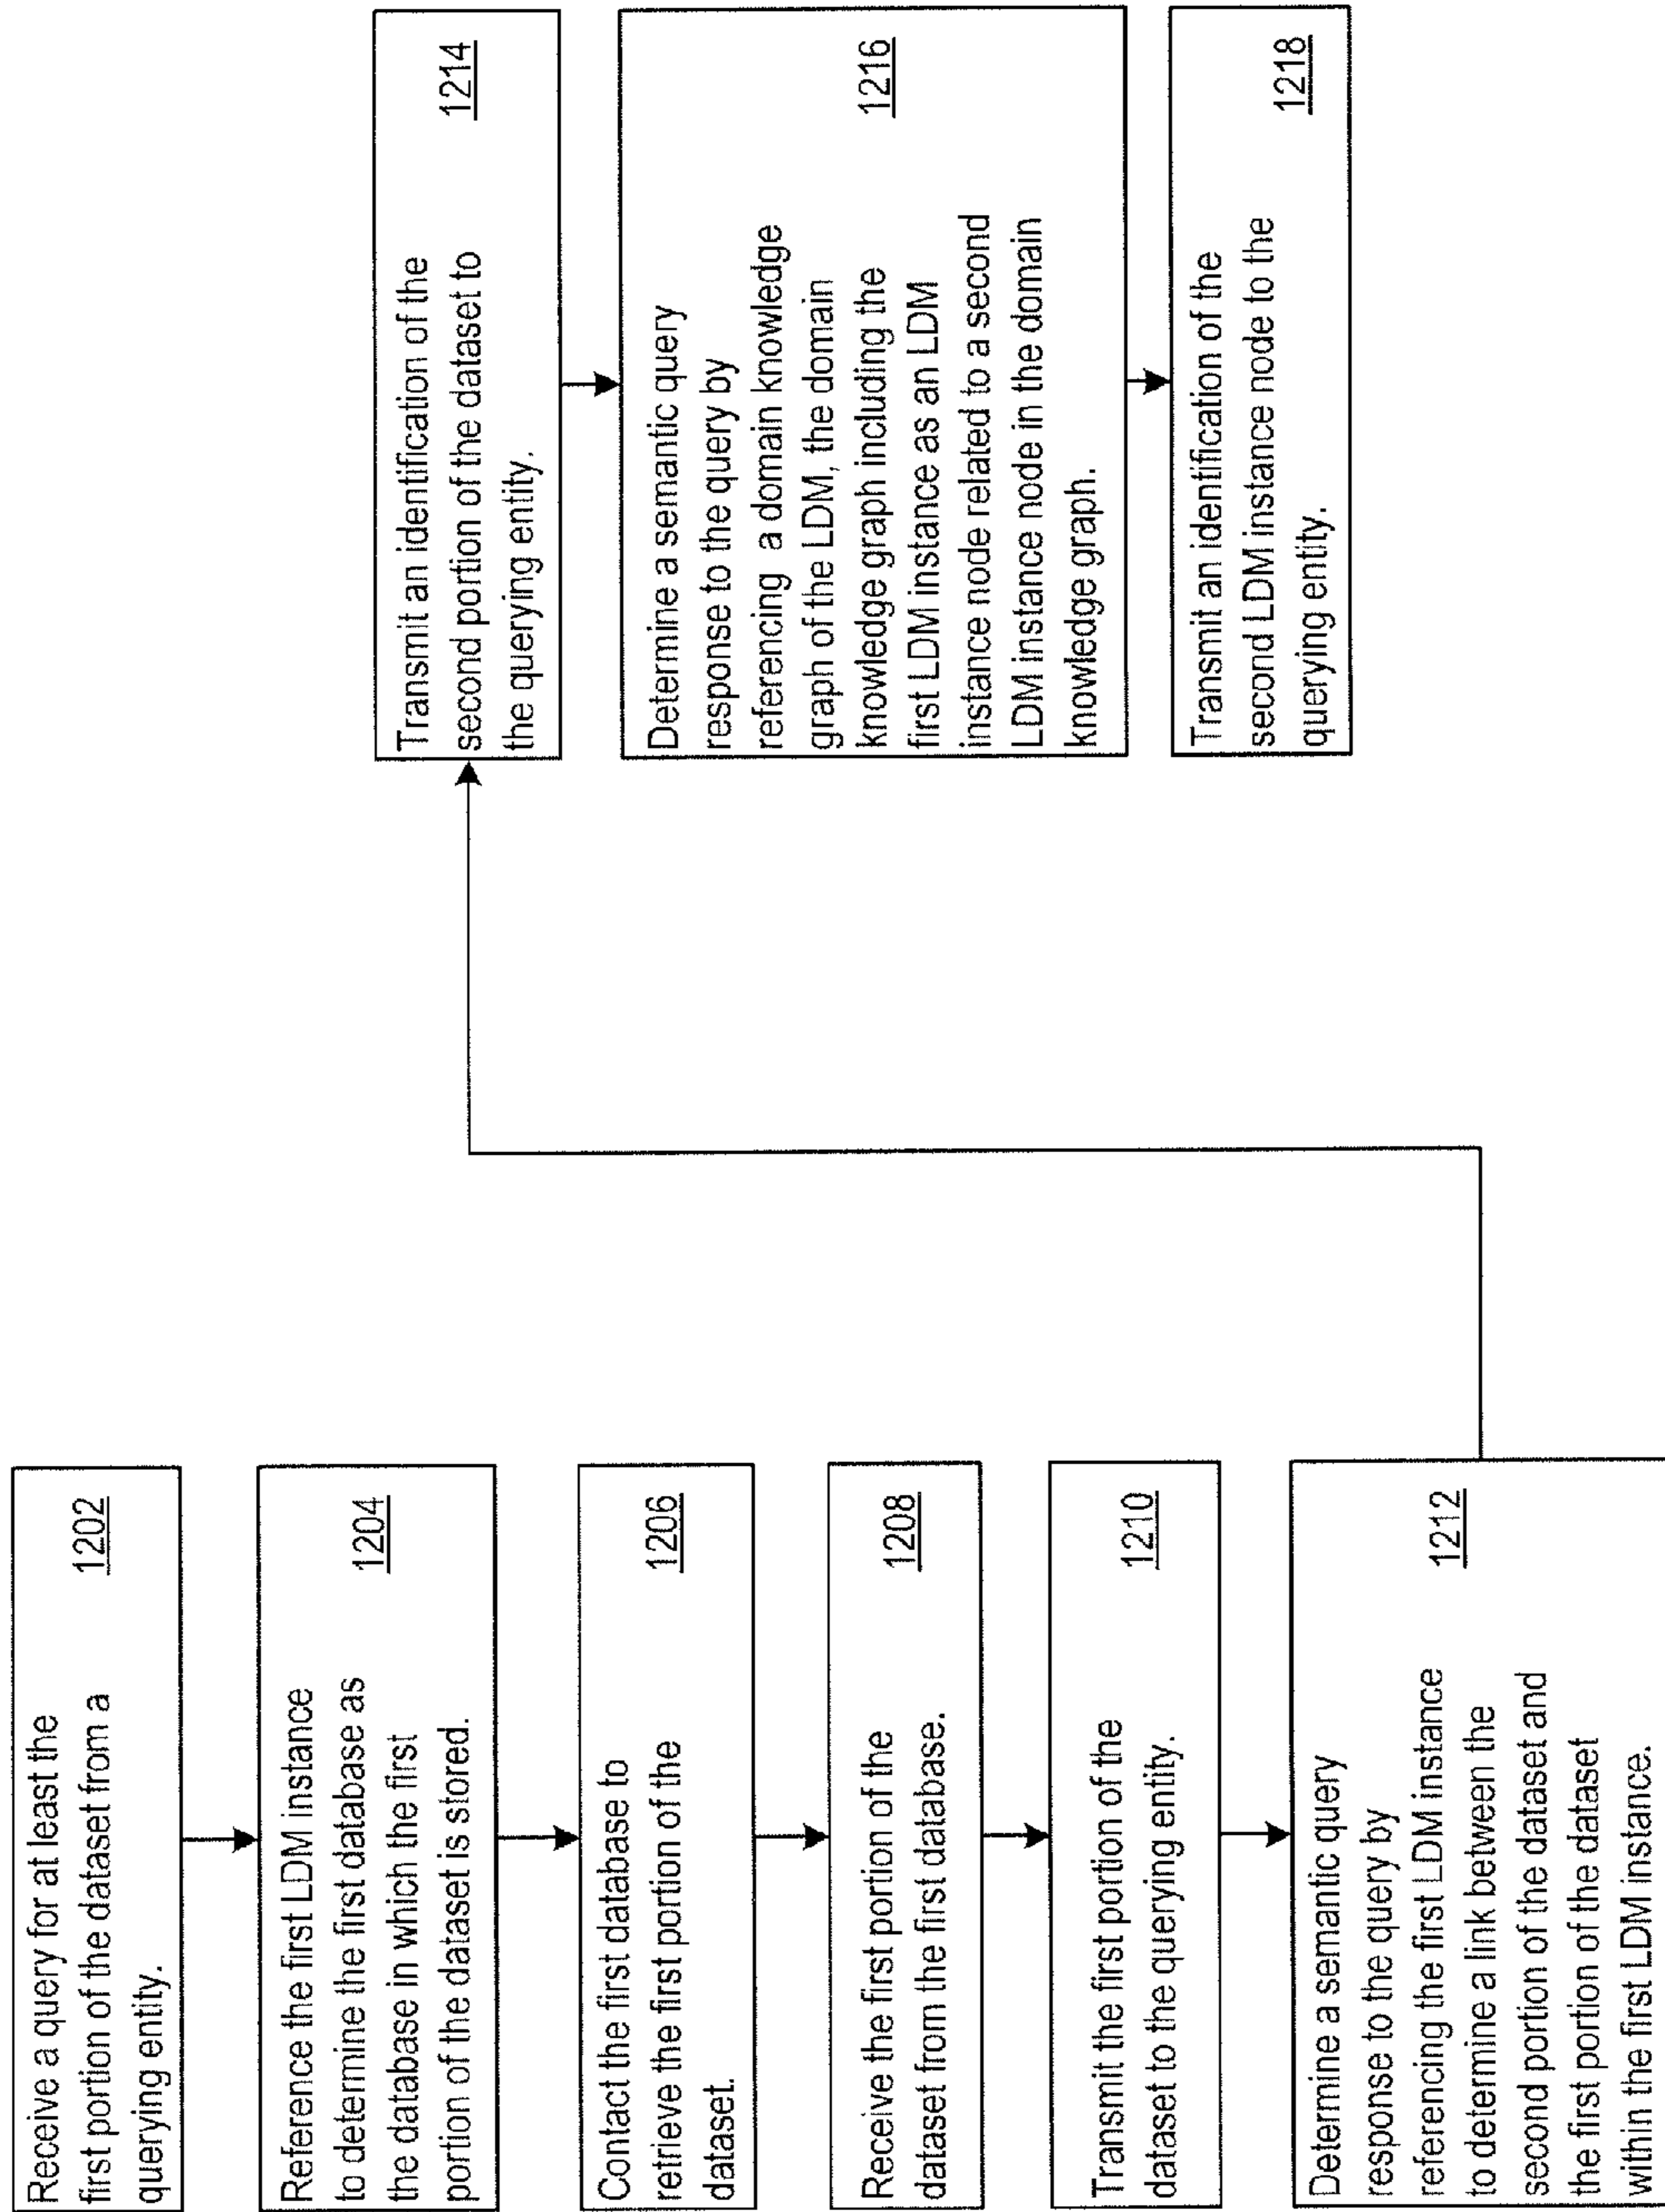 Receive a query for at least the
first portion of the dataset from a
querying entity.
1202
Reference the first LDM instance
to determine the first database as
the database in which the first
portion of the dataset is stored.
1204
Contact the first database to
retrieve the first portion of the
dataset.
1206
Receive the first portion of the
dataset from the first database.
1208
Transmit the first portion of the
dataset to the querying entity.
1210
Determine a semantic query
response to the query by
referencing the first LDM instance
to determine a link between the
second portion of the dataset and
the first portion of the dataset
within the first LDM instance.
1212
Transmit an identification of the
second portion of the dataset to
the querying entity.
1214
Determine a semantic query
response to the query by
referencing a domain knowledge
graph of the LDM, the domain
knowledge graph including the
first LDM instance as an LDM
instance node related to a second
LDM instance node in the domain
knowledge graph.
1216
Transmit an identification of the
second LDM instance node to the
querying entity.
1218